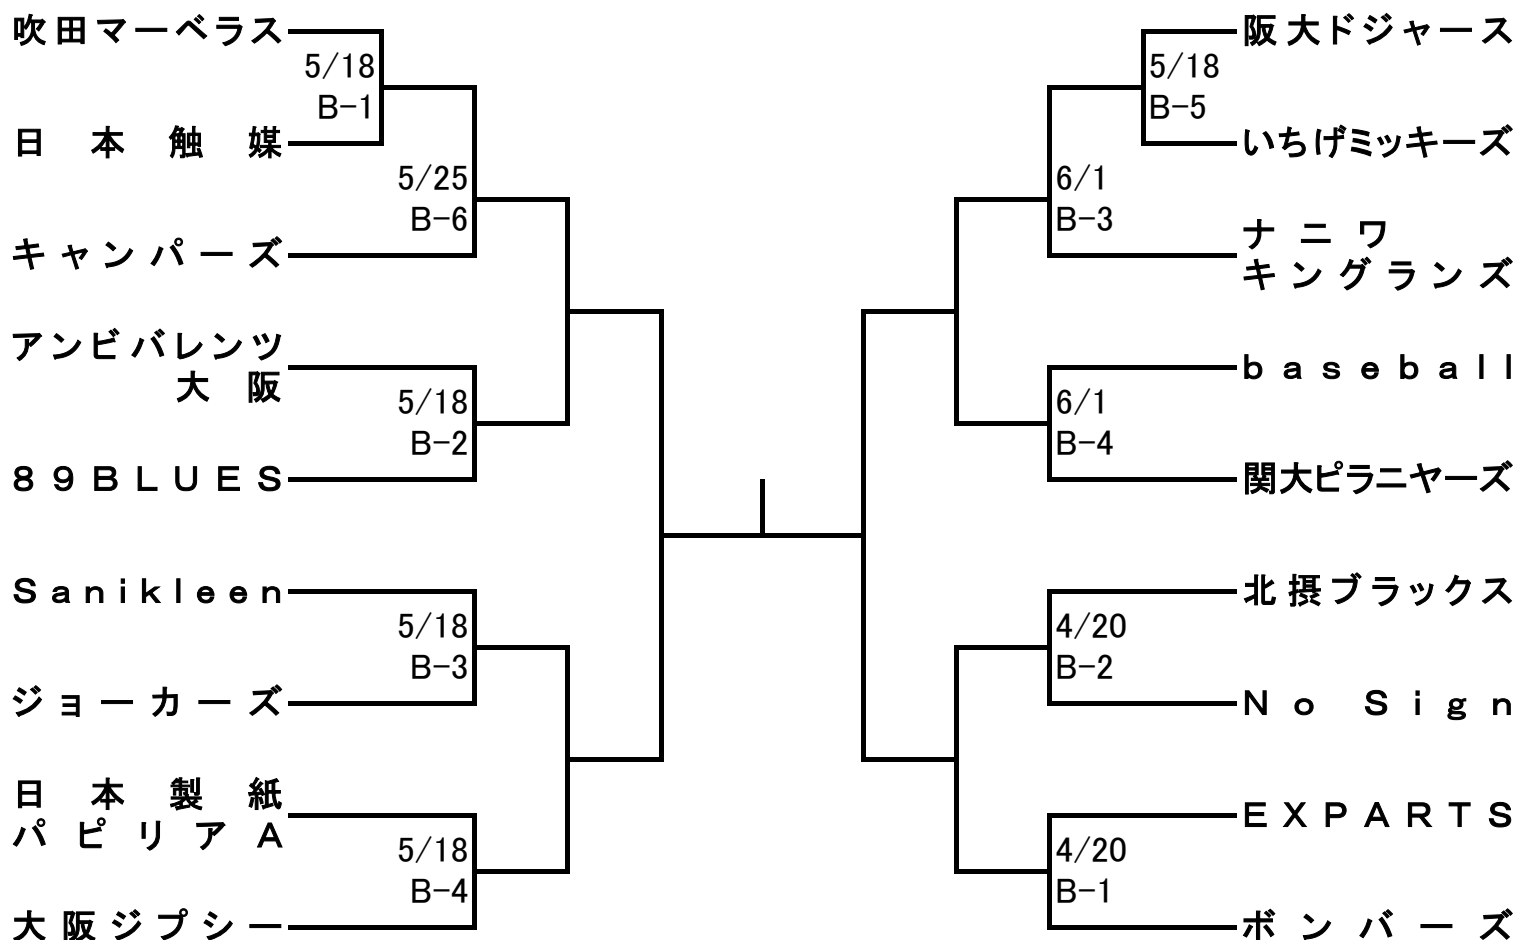 吹田マーベラス
5/18
B-1
日本触媒
5/25
B-6
キャンパーズ
アンビバレンツ
大阪
5/18
B-2
89BLUES
Sanikleen
5/18
B-3
ジョーカーズ
日本製紙
パピリアA
5/18
B-4
大阪ジプシー
阪大ドジャース
5/18
B-5
いちげミッキーズ
6/1
B-3
ナニワ
キングランズ
baseball
6/1
B-4
関大ピラニヤーズ
北摂ブラックス
4/20
B-2
No Sign
EXPARTS
4/20
B-1
ボンバーズ